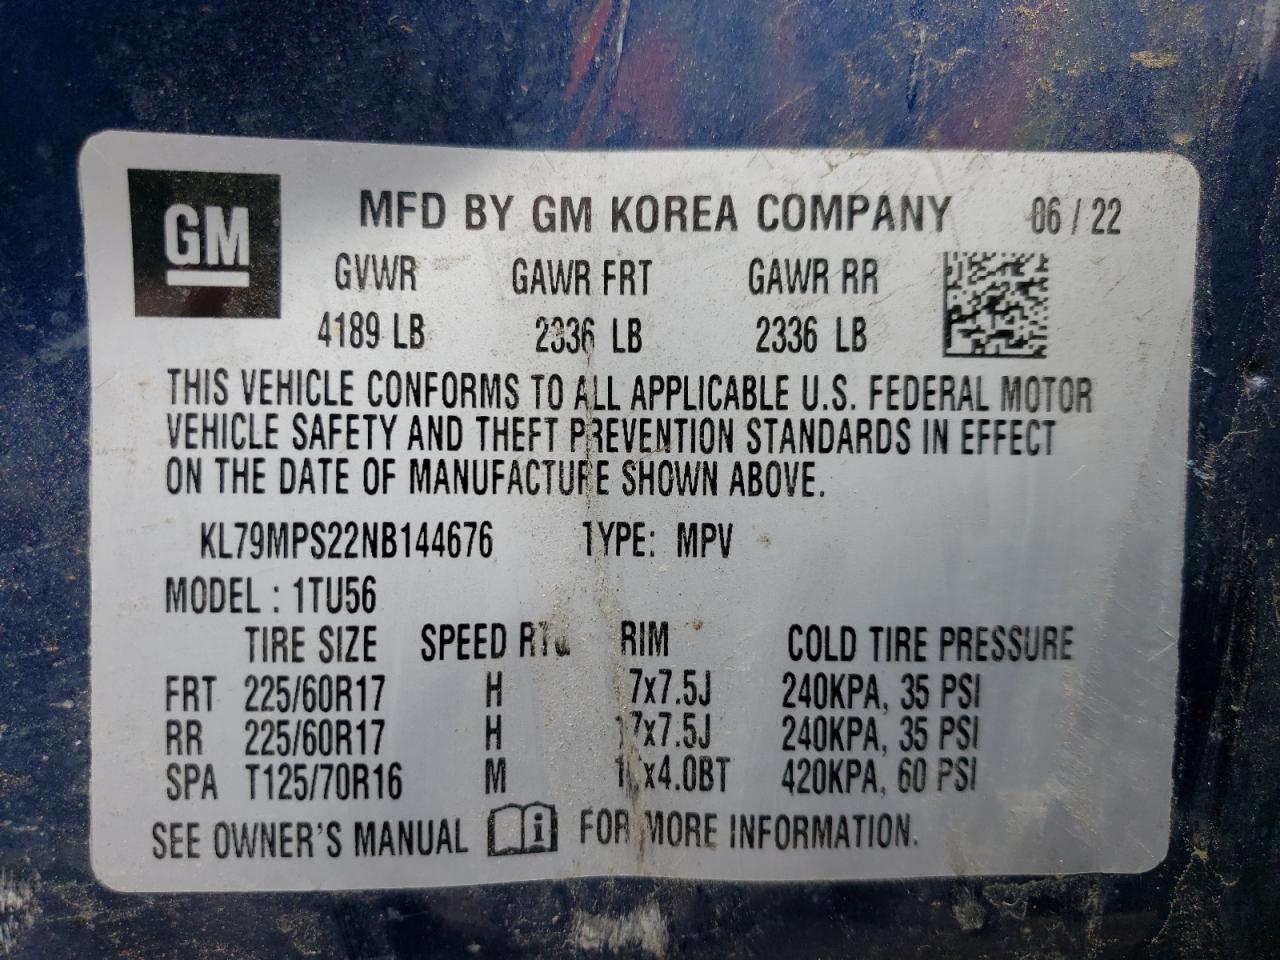 GM
MFD BY GM KOREA COMPANY 06 / 22
GVWR GAWR FRT GAWR RR
4189 LB 2336 LB 2336 LB
THIS VEHICLE CONFORMS TO ALL APPLICABLE U.S. FEDERAL MOTOR
VEHICLE SAFETY AND THEFT PREVENTION STANDARDS IN EFFECT
ON THE DATE OF MANUFACTURE SHOWN ABOVE.
KL79MPS22NB144676 TYPE: MPV
MODEL : 1TU56
TIRE SIZE SPEED RTG RIM COLD TIRE PRESSURE
FRT 225/60R17 H 240KPA, 35 PSI
RR 225/60R17 H 17x7.5J 240KPA, 35 PSI
SPA T125/70R16 M 420KPA, 60 PSI
SEE OWNER'S MANUAL i FOR MORE INFORMATION.